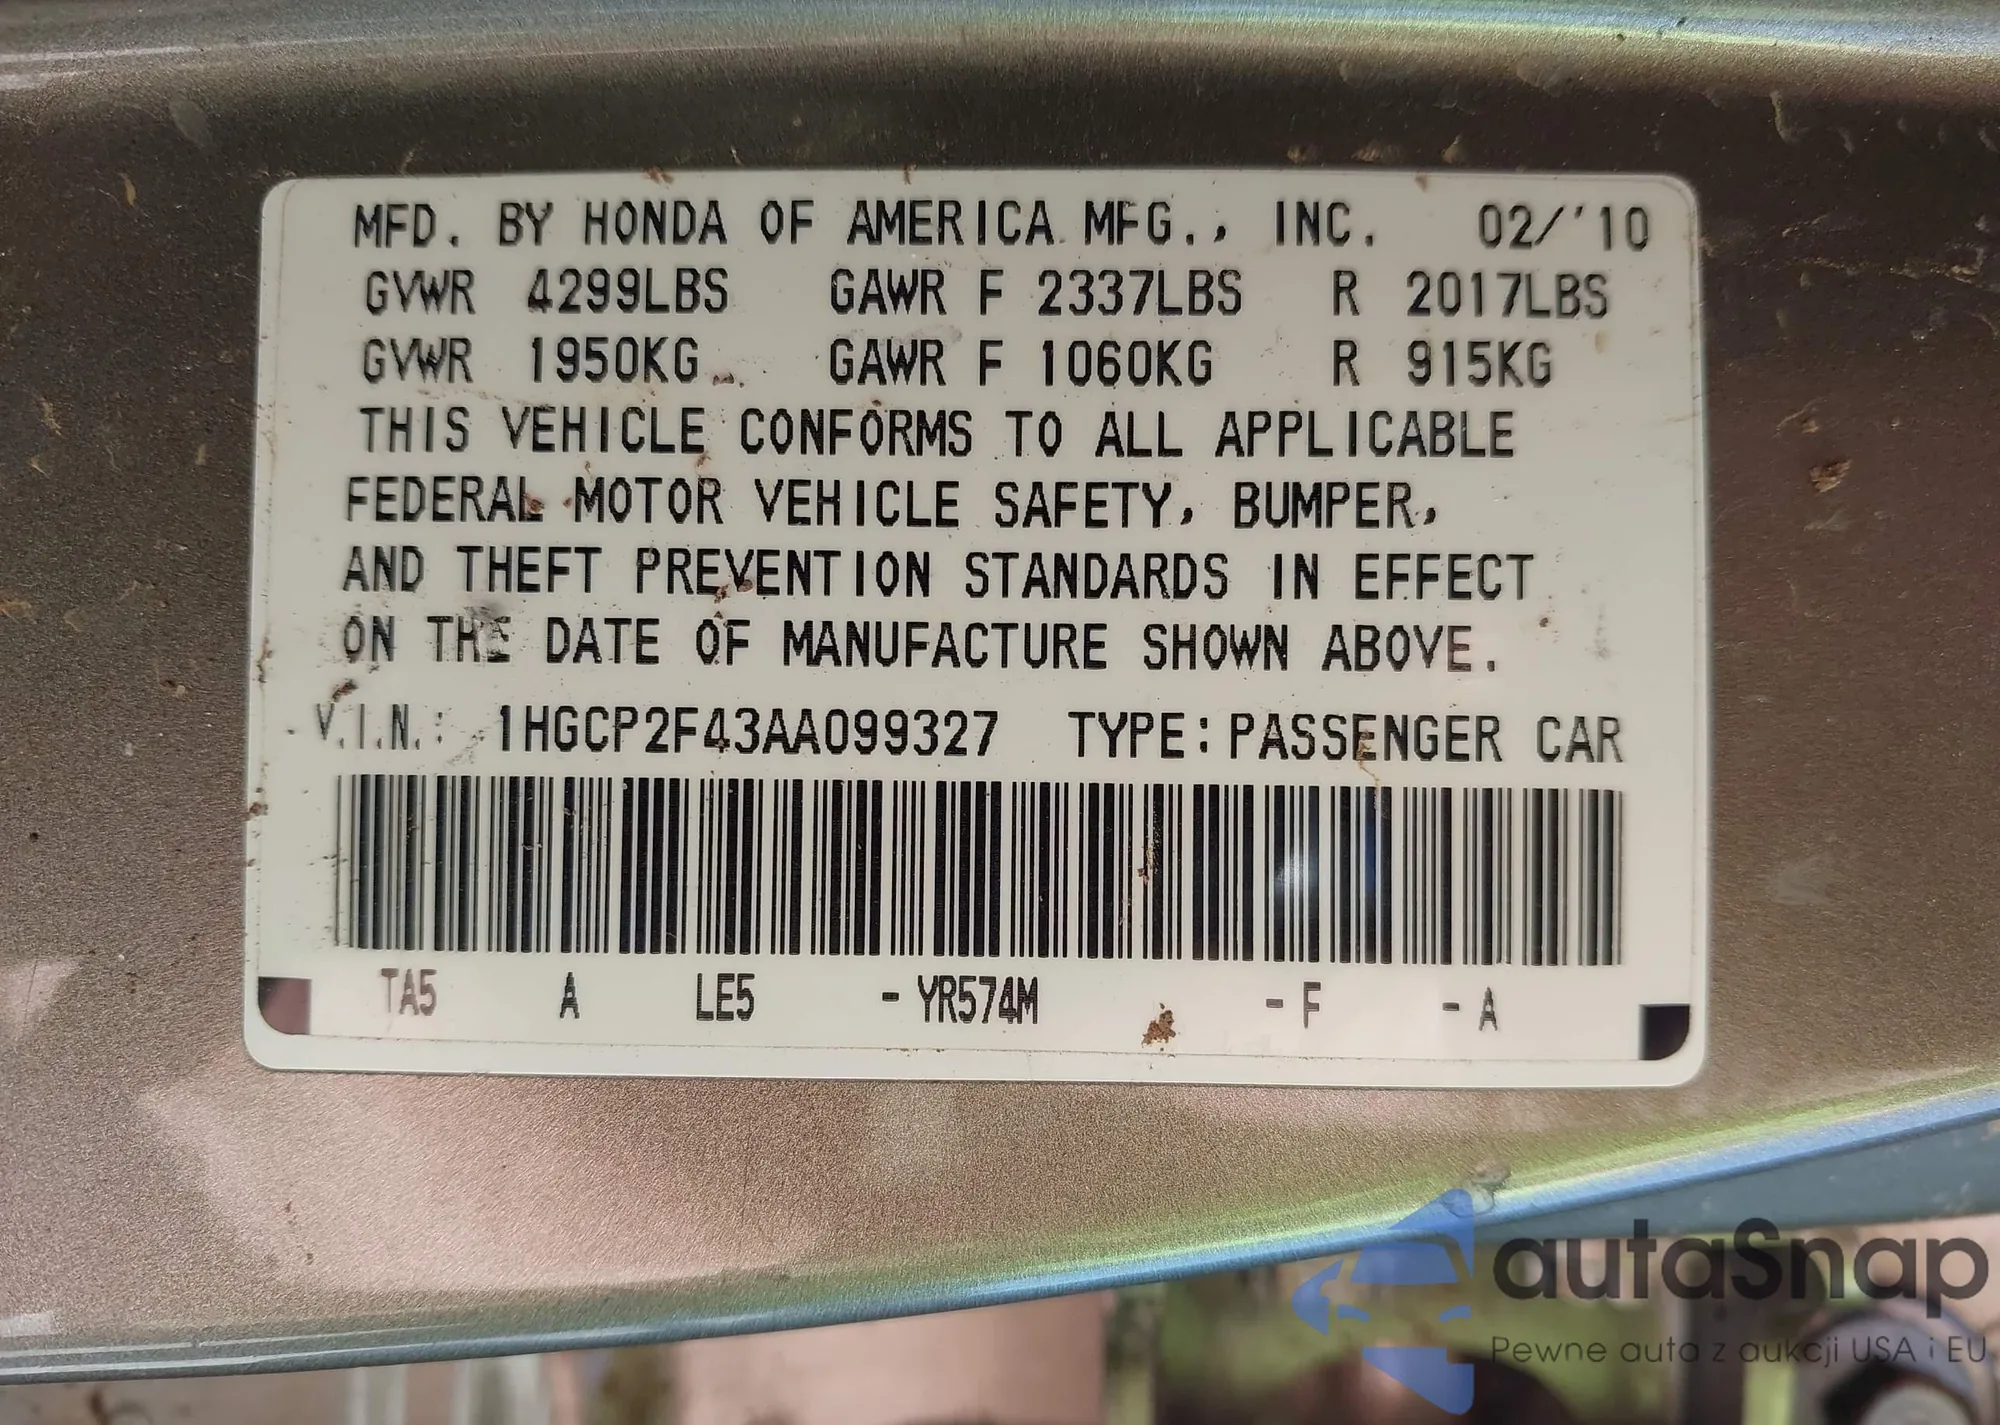 MFD. BY HONDA OF AMERICA MFG., INC. 02/'10
GVWR 4299LBS GAWR F 2337LBS R 2017LBS
GVWR 1950KG GAWR F 1060KG R 915KG
THIS VEHICLE CONFORMS TO ALL APPLICABLE
FEDERAL MOTOR VEHICLE SAFETY, BUMPER,
AND THEFT PREVENTION STANDARDS IN EFFECT
ON THE DATE OF MANUFACTURE SHOWN ABOVE.
V.I.N.: 1HGCP2F43AA099327 TYPE: PASSENGER CAR
TA5 A LE5 - YR574M - F - A
autaSnap
Pewne auta z aukcji USA i EU